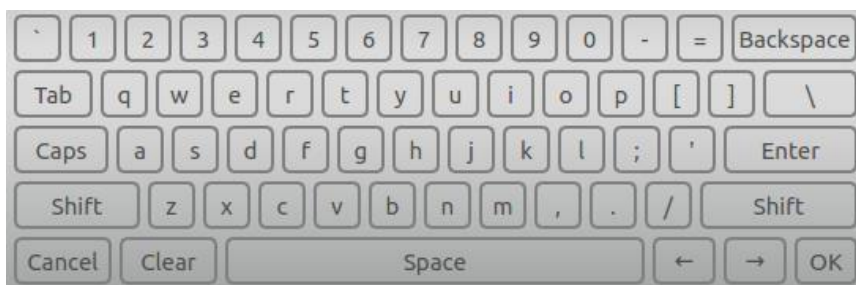 ` 1 2 3 4 5 6 7 8 9 0 - = Backspace
Tab q w e r t y u i o p [ ] \
Caps a s d f g h j k l ; ' Enter
Shift z x c v b n m , . / Shift
Cancel Clear Space ← → OK